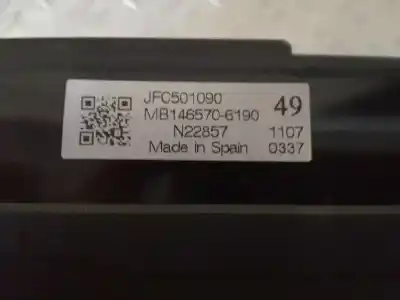 JFC501090 49
MB146570-6190
N22857 1107
Made in Spain 0337